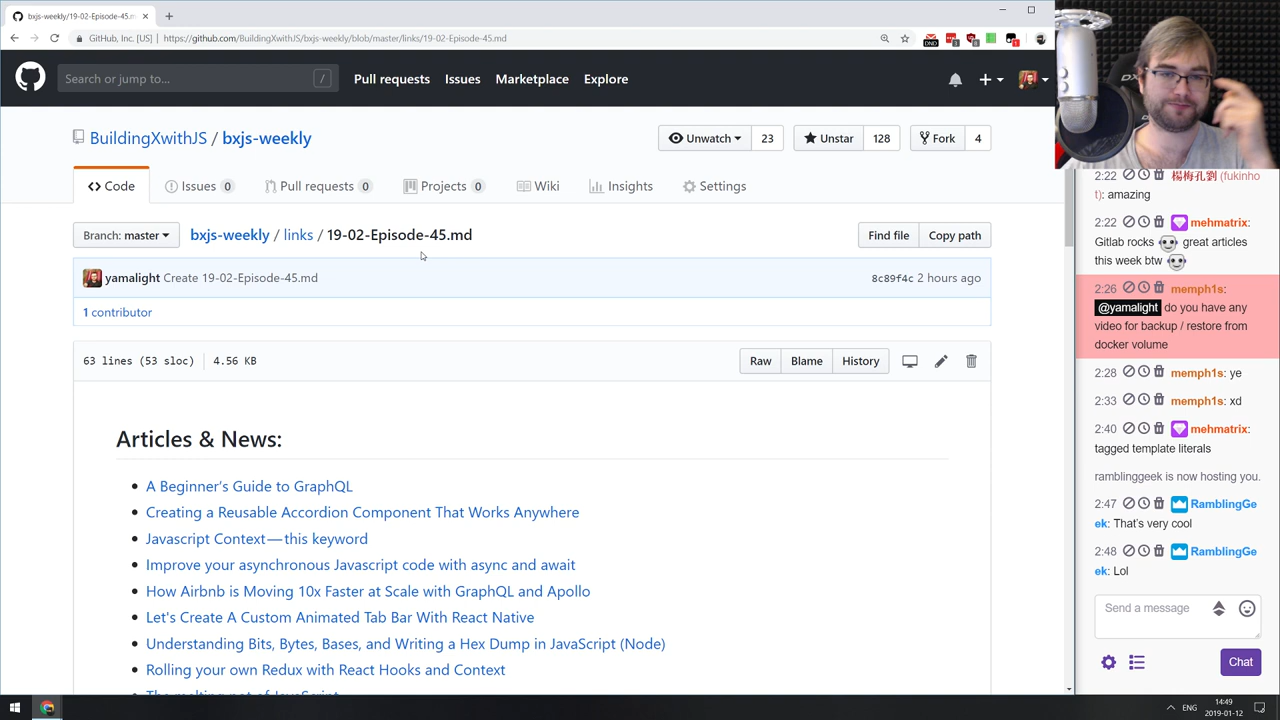 bxjs-weekly/19-02-Episode-45.m
GitHub, Inc. [US] | https://github.com/BuildingXwithJS/bxjs-weekly/blob/master/links/19-02-Episode-45.md
Search or jump to...
/
Pull requests
Issues
Marketplace
Explore
BuildingXwithJS / bxjs-weekly
Unwatch
23
Unstar
128
Fork
4
Code
Issues 0
Pull requests 0
Projects 0
Wiki
Insights
Settings
Branch: master
bxjs-weekly / links / 19-02-Episode-45.md
Find file
Copy path
yamalight Create 19-02-Episode-45.md
8c89f4c 2 hours ago
1 contributor
63 lines (53 sloc)
4.56 KB
Raw
Blame
History
Articles & News:
A Beginner's Guide to GraphQL
Creating a Reusable Accordion Component That Works Anywhere
Javascript Context — this keyword
Improve your asynchronous Javascript code with async and await
How Airbnb is Moving 10x Faster at Scale with GraphQL and Apollo
Let's Create A Custom Animated Tab Bar With React Native
Understanding Bits, Bytes, Bases, and Writing a Hex Dump in JavaScript (Node)
Rolling your own Redux with React Hooks and Context
The melting pot of JavaScript
2:22 楊梅孔劉 (fukinho
t): amazing
2:22 mehmatrix:
Gitlab rocks great articles
this week btw
2:26 memph1s:
@yamalight do you have any
video for backup / restore from
docker volume
2:28 memph1s: ye
2:33 memph1s: xd
2:40 mehmatrix:
tagged template literals
ramblinggeek is now hosting you.
2:47 RamblingGe
ek: That's very cool
2:48 RamblingGe
ek: Lol
Send a message
Chat
ENG
14:49
2019-01-12